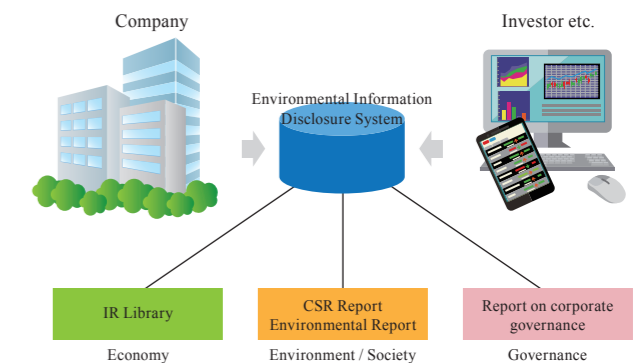 Company
Investor etc.
Environmental Information
Disclosure System
IR Library
CSR Report
Environmental Report
Report on corporate
governance
Economy
Environment / Society
Governance